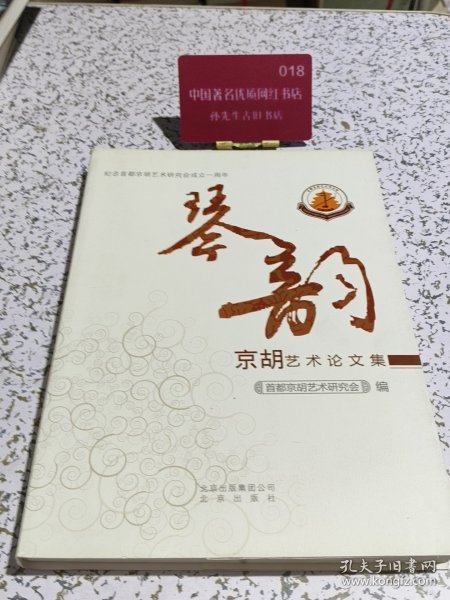 018
中国著名优质网红书店
孙先生古旧书店
纪念首都京胡艺术研究会成立一周年
琴韵
京胡艺术论文集
首都京胡艺术研究会 编
北京出版集团公司
北京出版社
孔夫子旧书网
www.kongfz.com